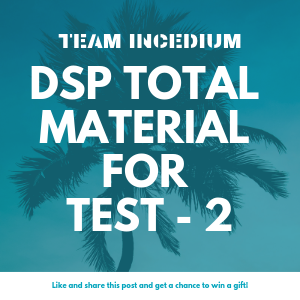 TEAM INCEDIUM
DSP TOTAL
MATERIAL
FOR
TEST - 2
Like and share this post and get a chance to win a gift!